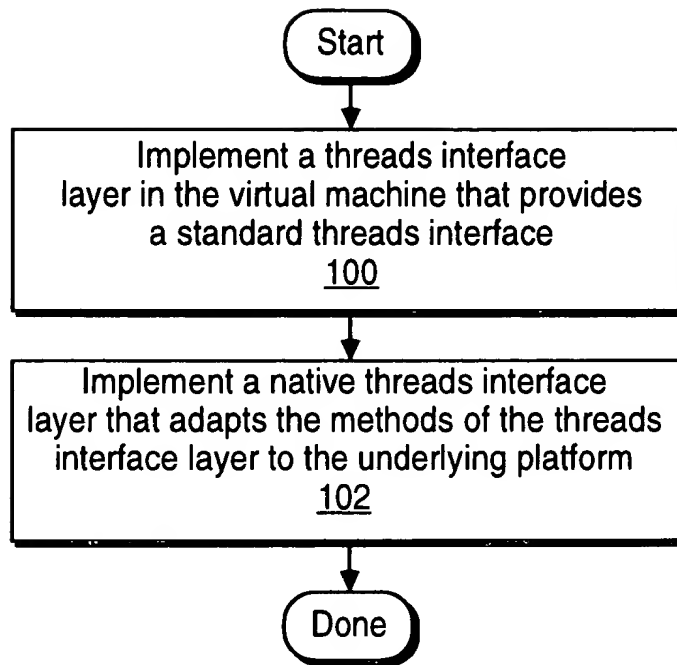 Start
Implement a threads interface
layer in the virtual machine that provides
a standard threads interface
100
Implement a native threads interface
layer that adapts the methods of the threads
interface layer to the underlying platform
102
Done